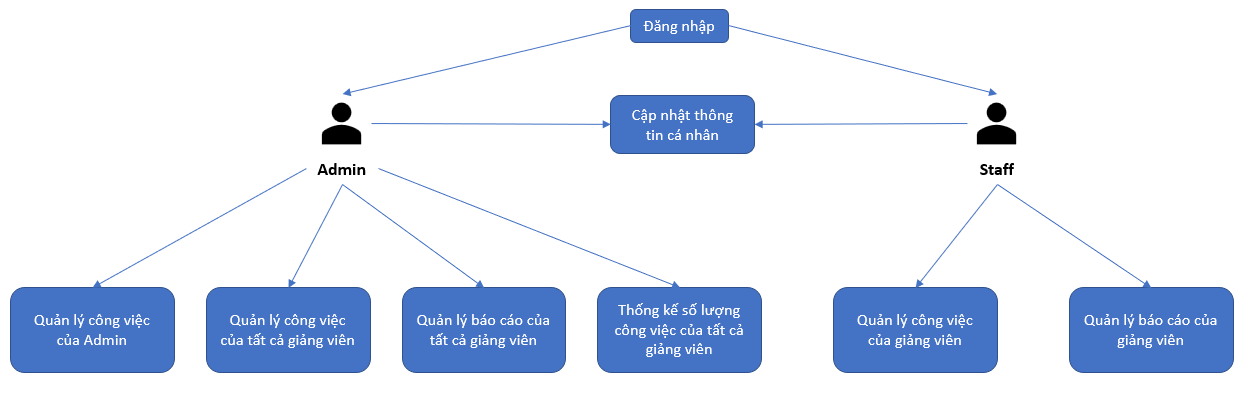 Đăng nhập
Cập nhật thông
tin cá nhân
Admin
Staff
Quản lý công việc
của Admin
Quản lý công việc
của tất cả giảng viên
Quản lý báo cáo của
tất cả giảng viên
Thống kế số lượng
công việc của tất cả
giảng viên
Quản lý công việc
của giảng viên
Quản lý báo cáo của
giảng viên